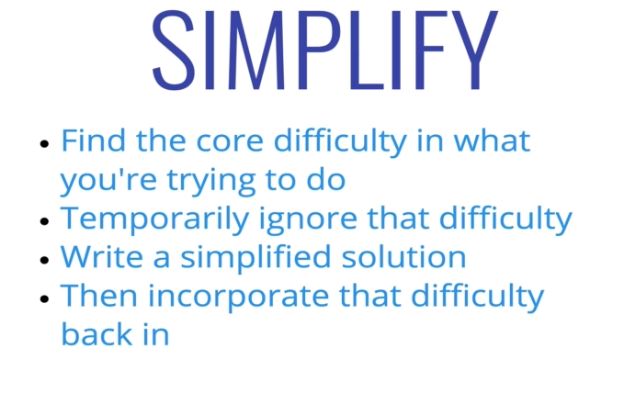 SIMPLIFY
• Find the core difficulty in what
you're trying to do
• Temporarily ignore that difficulty
• Write a simplified solution
• Then incorporate that difficulty
back in